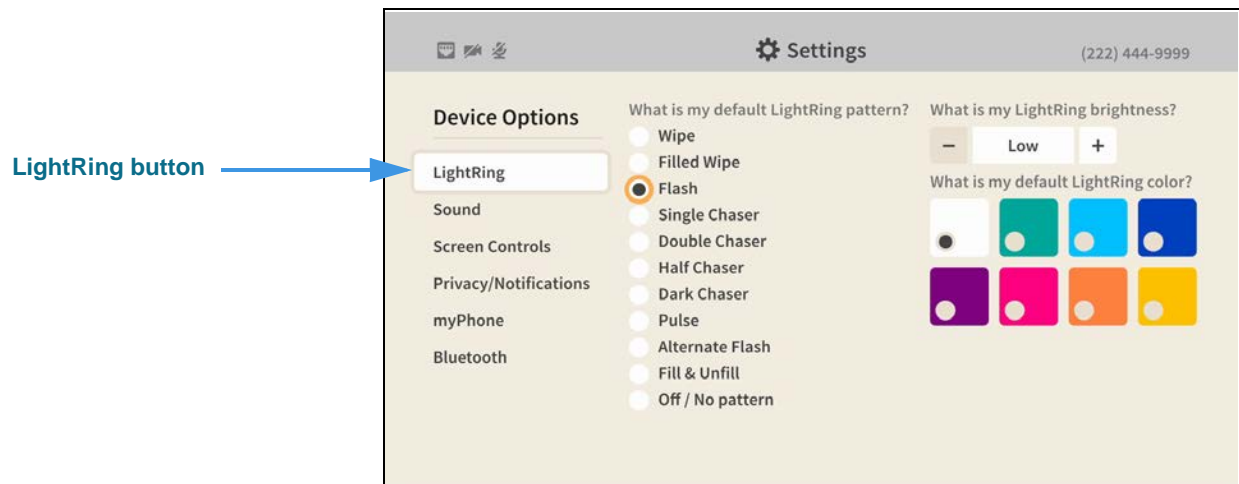 Settings
(222) 444-9999
LightRing button
Device Options
LightRing
Sound
Screen Controls
Privacy/Notifications
myPhone
Bluetooth
What is my default LightRing pattern?
Wipe
Filled Wipe
Flash
Single Chaser
Double Chaser
Half Chaser
Dark Chaser
Pulse
Alternate Flash
Fill & Unfill
Off / No pattern
What is my LightRing brightness?
− Low +
What is my default LightRing color?